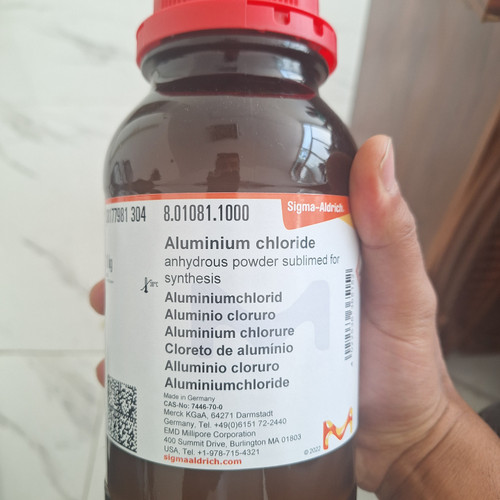 77981 304
8.01081.1000
Sigma-Aldrich.
Aluminium chloride
anhydrous powder sublimed for
synthesis
Aluminiumchlorid
Aluminio cloruro
Aluminium chlorure
Cloreto de alumínio
Alluminio cloruro
Aluminiumchloride
Made in Germany
CAS-No: 7446-70-0
Merck KGaA, 64271 Darmstadt
Germany, Tel. +49(0)6151 72-2440
EMD Millipore Corporation
400 Summit Drive, Burlington MA 01803
USA, Tel. +1-978-715-4321
sigmaaldrich.com
© 2022